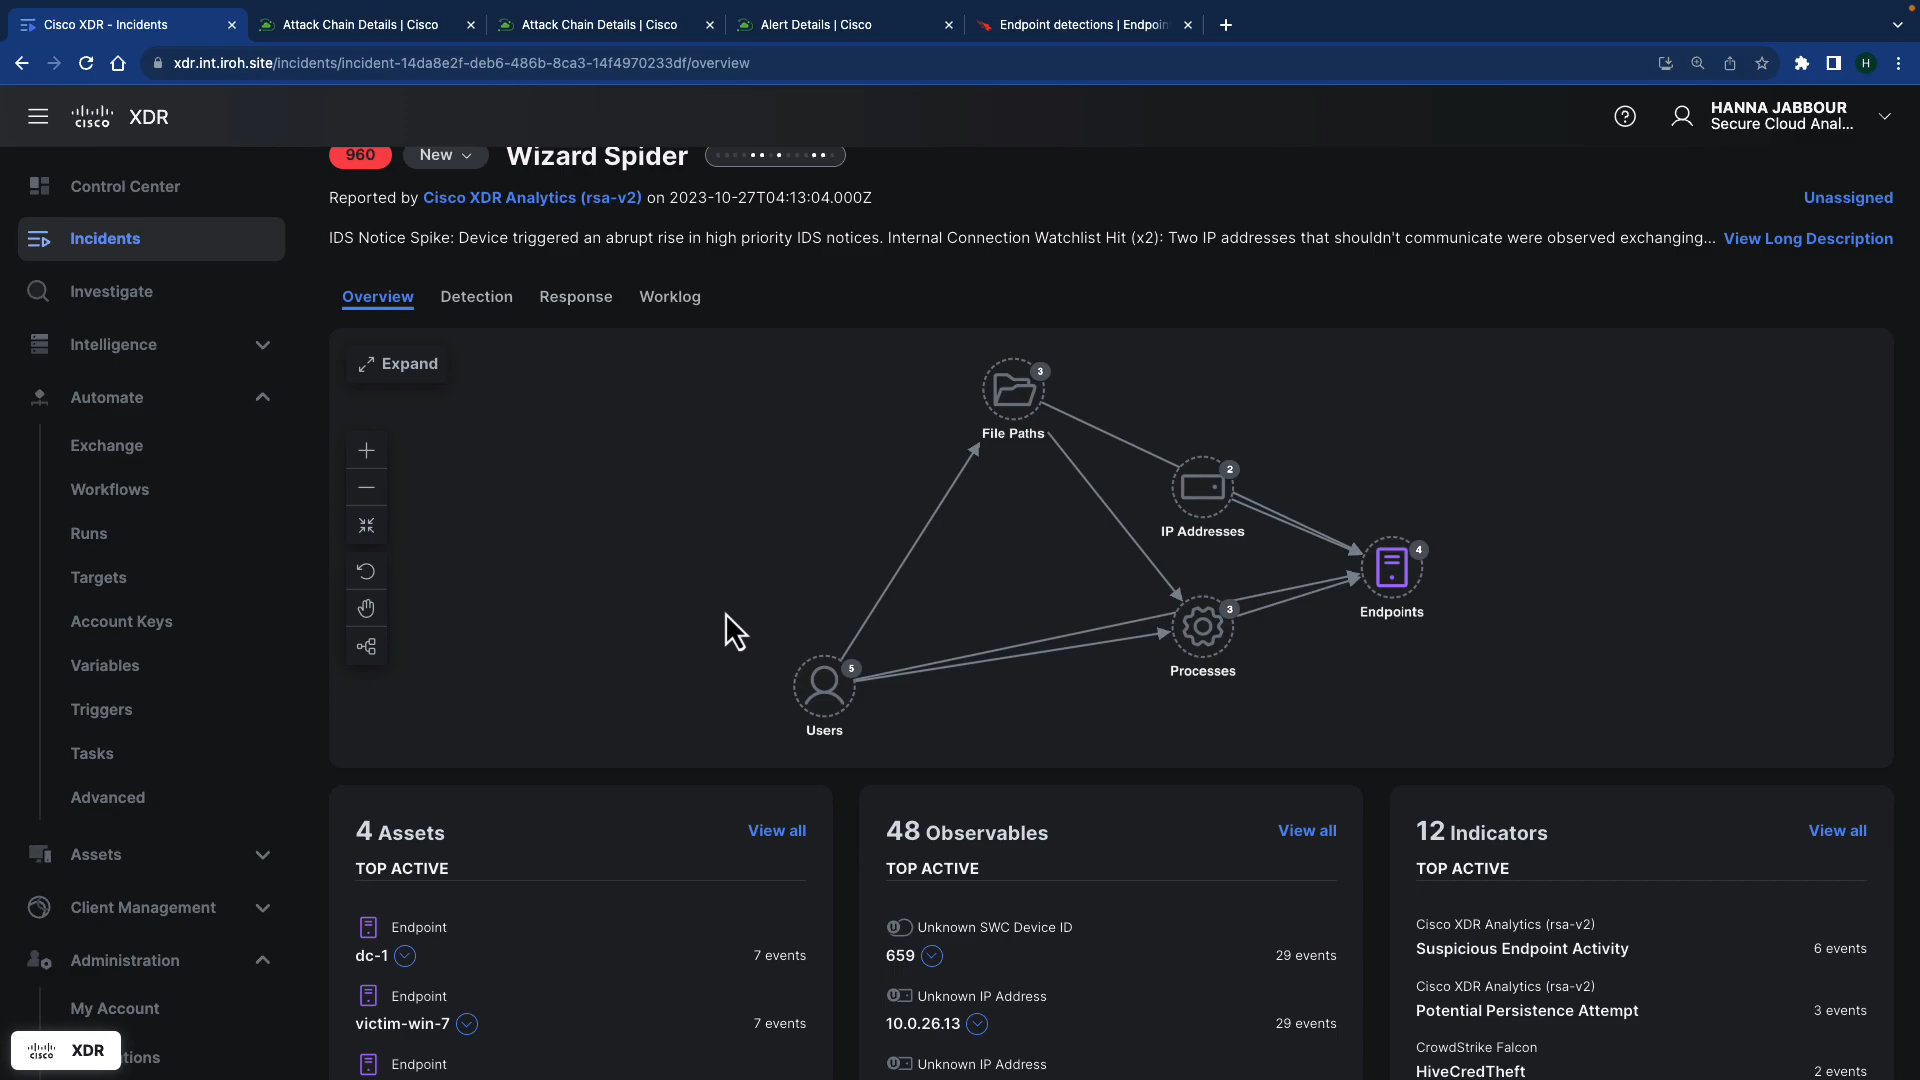 Cisco XDR - Incidents
Attack Chain Details | Cisco
Attack Chain Details | Cisco
Alert Details | Cisco
Endpoint detections | Endpoin
xdr.int.iroh.site/incidents/incident-14da8e2f-deb6-486b-8ca3-14f4970233df/overview
H
CISCO XDR
HANNA JABBOUR
Secure Cloud Anal...
Control Center
Incidents
Investigate
Intelligence
Automate
Exchange
Workflows
Runs
Targets
Account Keys
Variables
Triggers
Tasks
Advanced
Assets
Client Management
Administration
My Account
tions
CISCO XDR
960
New
Wizard Spider
Reported by Cisco XDR Analytics (rsa-v2) on 2023-10-27T04:13:04.000Z
Unassigned
IDS Notice Spike: Device triggered an abrupt rise in high priority IDS notices. Internal Connection Watchlist Hit (x2): Two IP addresses that shouldn't communicate were observed exchanging... View Long Description
Overview Detection Response Worklog
Expand
3
File Paths
2
IP Addresses
4
Endpoints
3
Processes
5
Users
4 Assets
View all
TOP ACTIVE
Endpoint
dc-1
7 events
Endpoint
victim-win-7
7 events
Endpoint
48 Observables
View all
TOP ACTIVE
Unknown SWC Device ID
659
29 events
Unknown IP Address
10.0.26.13
29 events
Unknown IP Address
12 Indicators
View all
TOP ACTIVE
Cisco XDR Analytics (rsa-v2)
Suspicious Endpoint Activity
6 events
Cisco XDR Analytics (rsa-v2)
Potential Persistence Attempt
3 events
CrowdStrike Falcon
HiveCredTheft
2 events